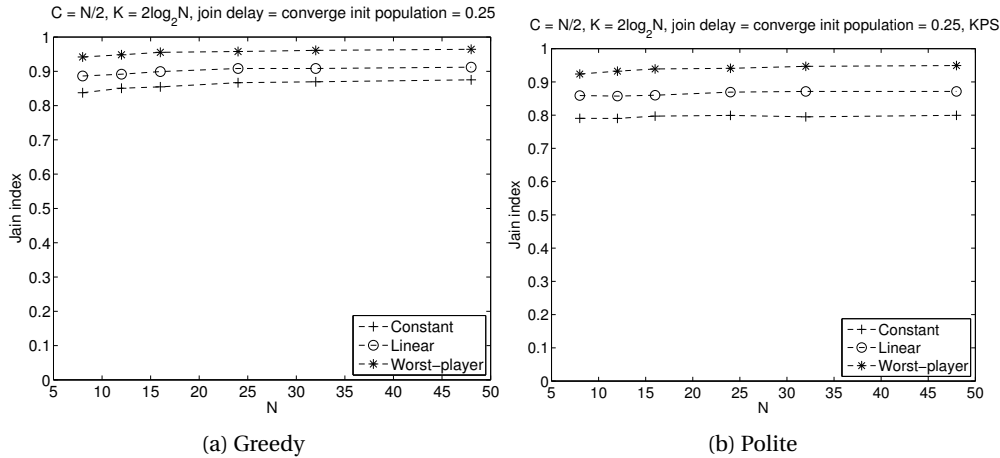 C = N/2, K = 2log2N, join delay = converge init population = 0.25
Jain index
1
0.9
0.8
0.7
0.6
0.5
0.4
0.3
0.2
0.1
0
5 10 15 20 25 30 35 40 45 50
N
Constant
Linear
Worst−player
(a) Greedy
C = N/2, K = 2log2N, join delay = converge init population = 0.25, KPS
Jain index
1
0.9
0.8
0.7
0.6
0.5
0.4
0.3
0.2
0.1
0
5 10 15 20 25 30 35 40 45 50
N
Constant
Linear
Worst−player
(b) Polite